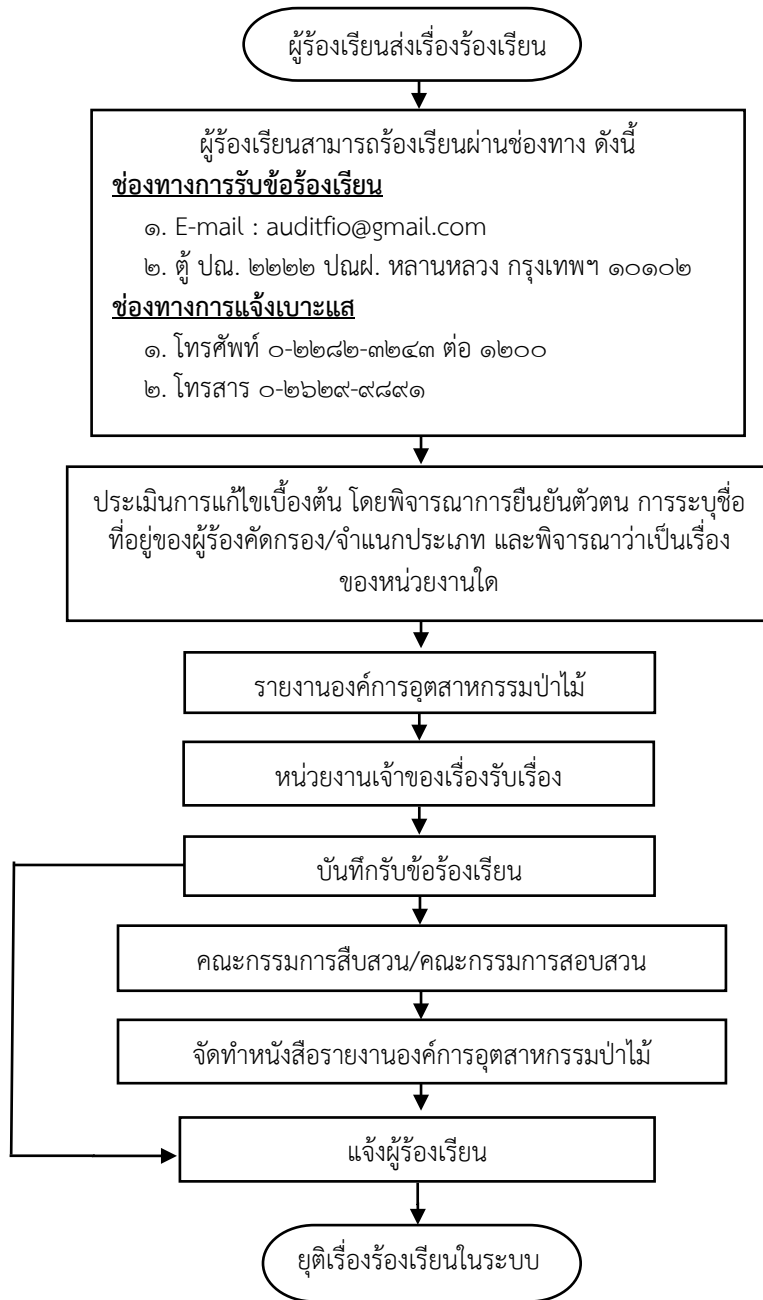 ผู้ร้องเรียนส่งเรื่องร้องเรียน
ผู้ร้องเรียนสามารถร้องเรียนผ่านช่องทาง ดังนี้
ช่องทางการรับข้อร้องเรียน
๑. E-mail : auditfio@gmail.com
๒. ตู้ ปณ. ๒๒๒๒ ปณฝ. หลานหลวง กรุงเทพฯ ๑๐๑๐๒
ช่องทางการแจ้งเบาะแส
๑. โทรศัพท์ ๐-๒๒๘๒-๓๒๔๓ ต่อ ๑๒๐๐
๒. โทรสาร ๐-๒๖๒๙-๙๘๙๑
ประเมินการแก้ไขเบื้องต้น โดยพิจารณาการยืนยันตัวตน การระบุชื่อ
ที่อยู่ของผู้ร้องคัดกรอง/จำแนกประเภท และพิจารณาว่าเป็นเรื่อง
ของหน่วยงานใด
รายงานองค์การอุตสาหกรรมป่าไม้
หน่วยงานเจ้าของเรื่องรับเรื่อง
บันทึกรับข้อร้องเรียน
คณะกรรมการสืบสวน/คณะกรรมการสอบสวน
จัดทำหนังสือรายงานองค์การอุตสาหกรรมป่าไม้
แจ้งผู้ร้องเรียน
ยุติเรื่องร้องเรียนในระบบ